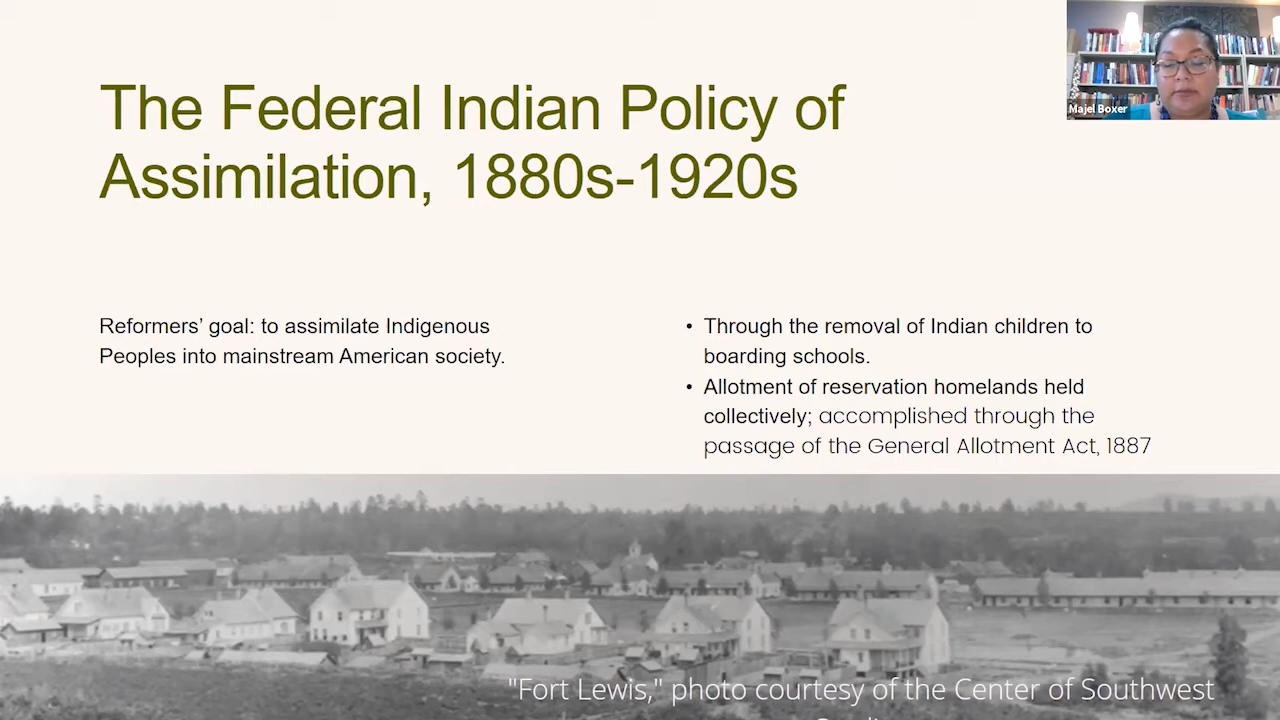 Majel Boxer
The Federal Indian Policy of
Assimilation, 1880s-1920s
Reformers’ goal: to assimilate Indigenous
Peoples into mainstream American society.
• Through the removal of Indian children to
boarding schools.
• Allotment of reservation homelands held
collectively; accomplished through the
passage of the General Allotment Act, 1887
"Fort Lewis," photo courtesy of the Center of Southwest